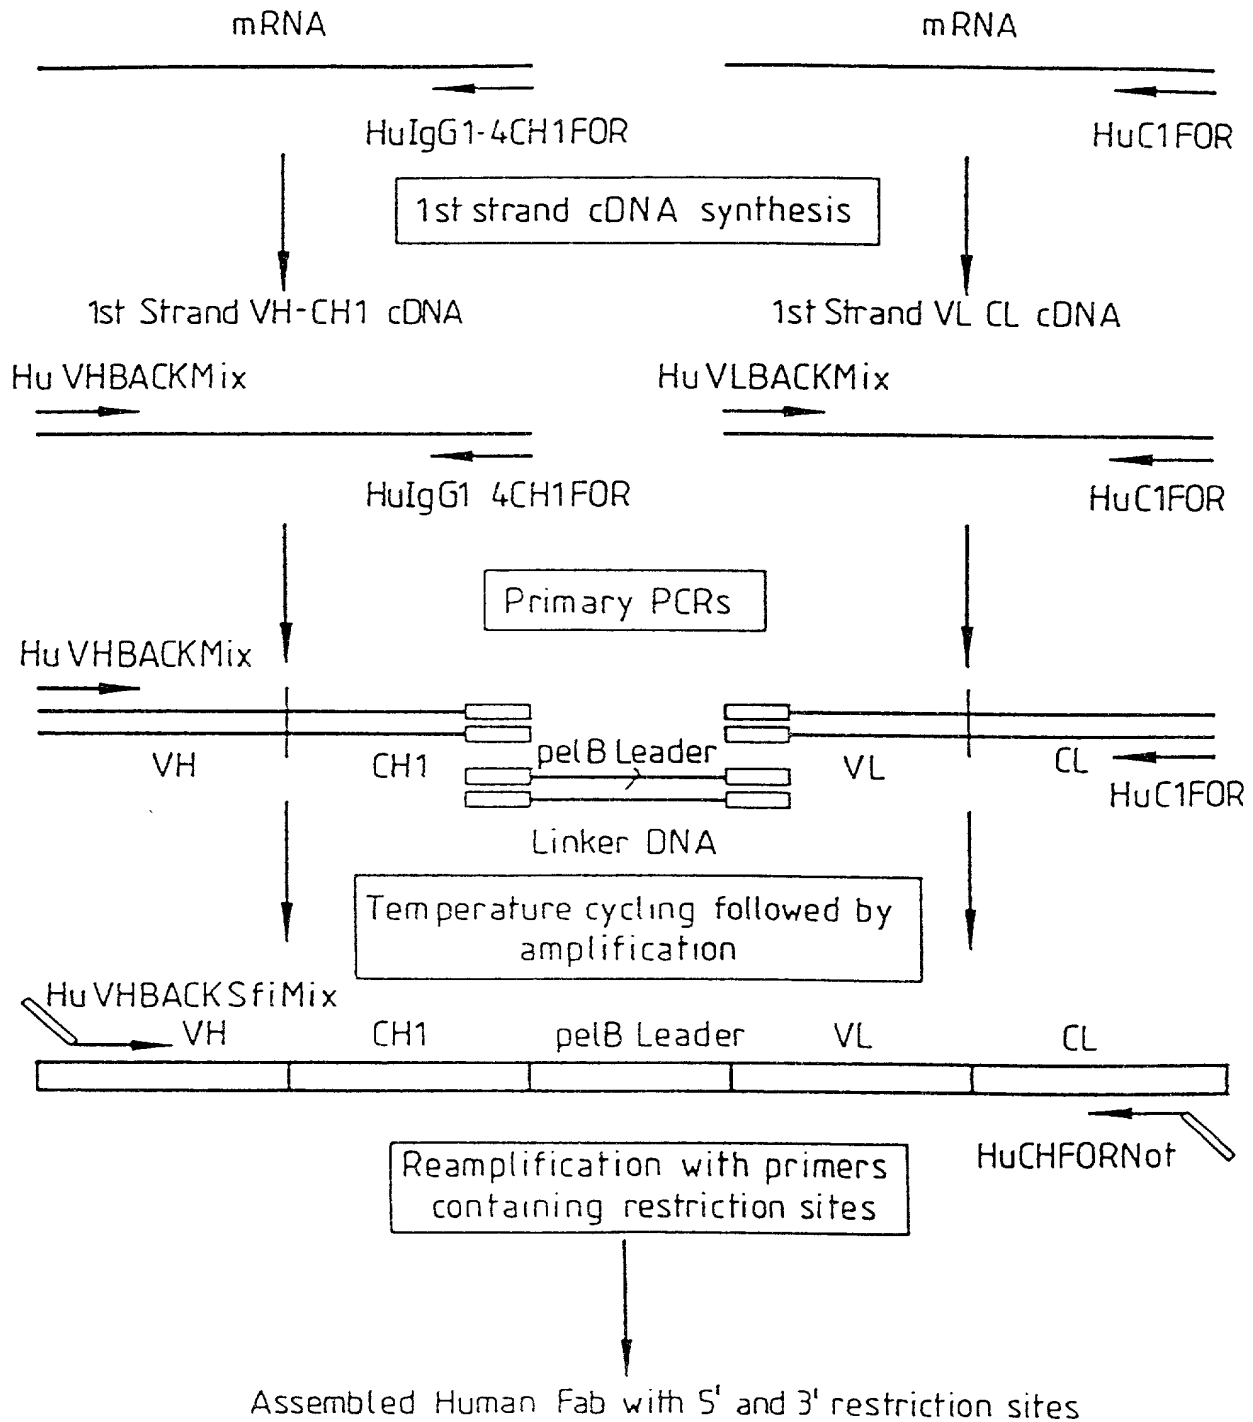 mRNA
mRNA
HuIgG1-4CH1FOR
HuC1FOR
1st strand cDNA synthesis
1st Strand VH-CH1 cDNA
1st Strand VL CL cDNA
Hu VHBACKMix
Hu VLBACKMix
HuIgG1 4CH1FOR
HuC1FOR
Primary PCRs
Hu VHBACKMix
VH
CH1
pelB Leader
VL
CL
HuC1FOR
Linker DNA
Temperature cycling followed by
amplification
Hu VHBACKSfiMix
VH
CH1
pelB Leader
VL
CL
HuCHFORNot
Reamplification with primers
containing restriction sites
Assembled Human Fab with 5' and 3' restriction sites